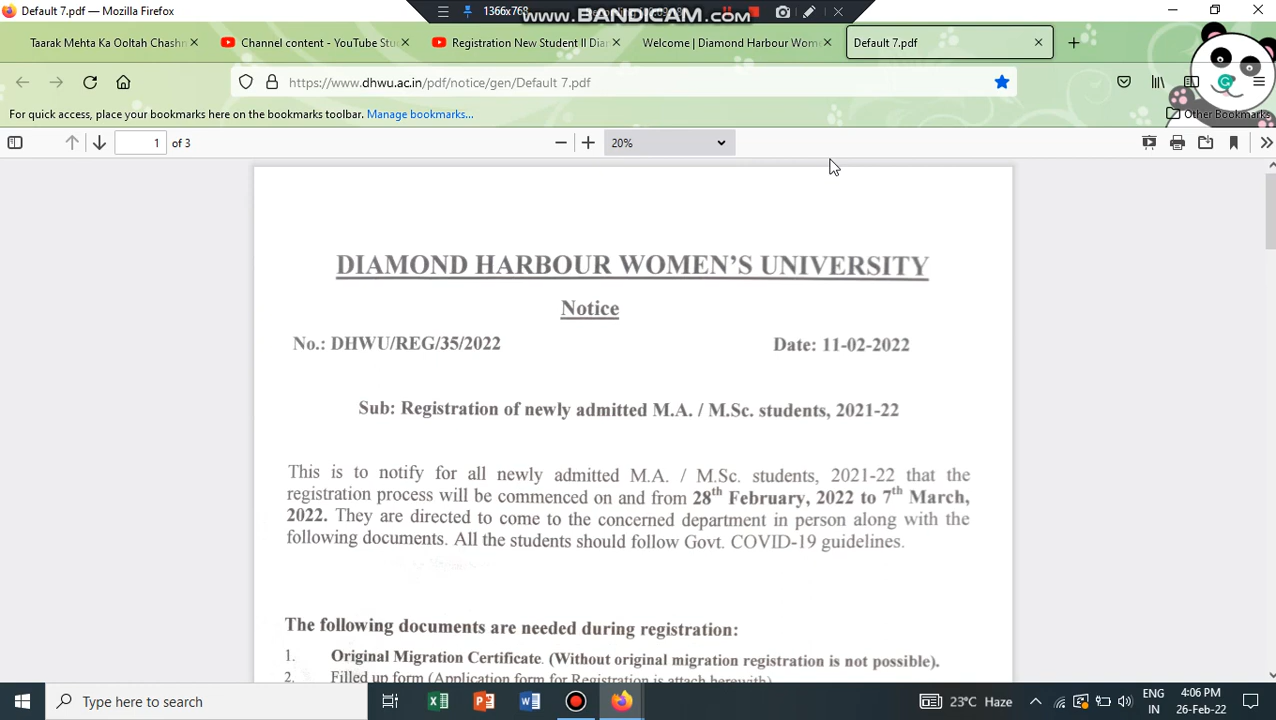 Default 7.pdf — Mozilla Firefox
1366x768
www.BANDICAM.com
Taarak Mehta Ka Ooltah Chashm
Channel content - YouTube Stu
Registration New Student II Dia
Welcome | Diamond Harbour Wome
Default 7.pdf
https://www.dhwu.ac.in/pdf/notice/gen/Default 7.pdf
For quick access, place your bookmarks here on the bookmarks toolbar. Manage bookmarks...
Other Bookmarks
1 of 3
20%
DIAMOND HARBOUR WOMEN'S UNIVERSITY
Notice
No.: DHWU/REG/35/2022
Date: 11-02-2022
Sub: Registration of newly admitted M.A. / M.Sc. students, 2021-22
This is to notify for all newly admitted M.A. / M.Sc. students, 2021-22 that the
registration process will be commenced on and from 28th February, 2022 to 7th March,
2022. They are directed to come to the concerned department in person along with the
following documents. All the students should follow Govt. COVID-19 guidelines.
The following documents are needed during registration:
1. Original Migration Certificate. (Without original migration registration is not possible).
2. Filled up form (Application form for Registration is attach herewith)
Type here to search
23°C Haze
ENG
IN
4:06 PM
26-Feb-22